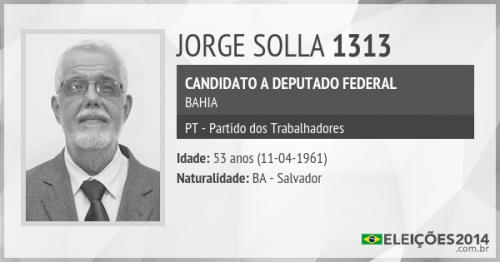 JORGE SOLLA 1313
CANDIDATO A DEPUTADO FEDERAL
BAHIA
PT - Partido dos Trabalhadores
Idade: 53 anos (11-04-1961)
Naturalidade: BA - Salvador
ELEIÇÕES2014
.com.br